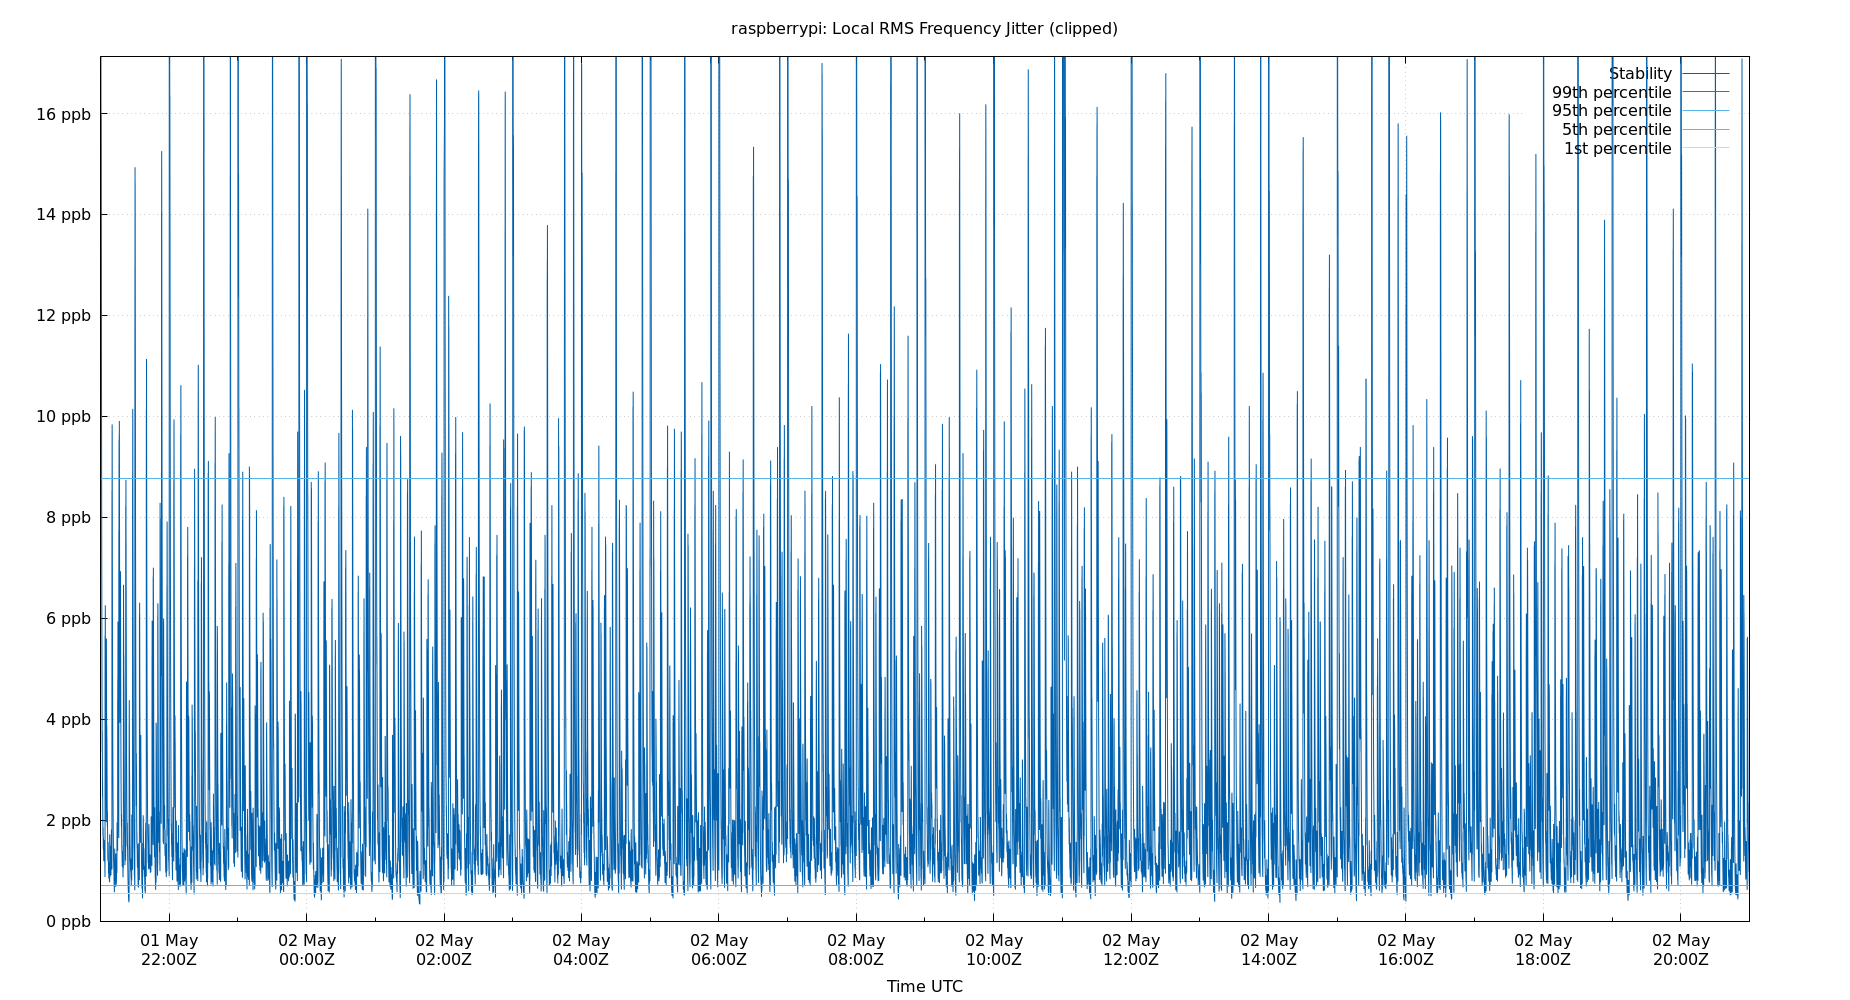 raspberrypi: Local RMS Frequency Jitter (clipped)
Stability
99th percentile
95th percentile
5th percentile
1st percentile
16 ppb
14 ppb
12 ppb
10 ppb
8 ppb
6 ppb
4 ppb
2 ppb
0 ppb
01 May 02 May 02 May 02 May 02 May 02 May 02 May 02 May 02 May 02 May 02 May 02 May
22:00Z 00:00Z 02:00Z 04:00Z 06:00Z 08:00Z 10:00Z 12:00Z 14:00Z 16:00Z 18:00Z 20:00Z
Time UTC